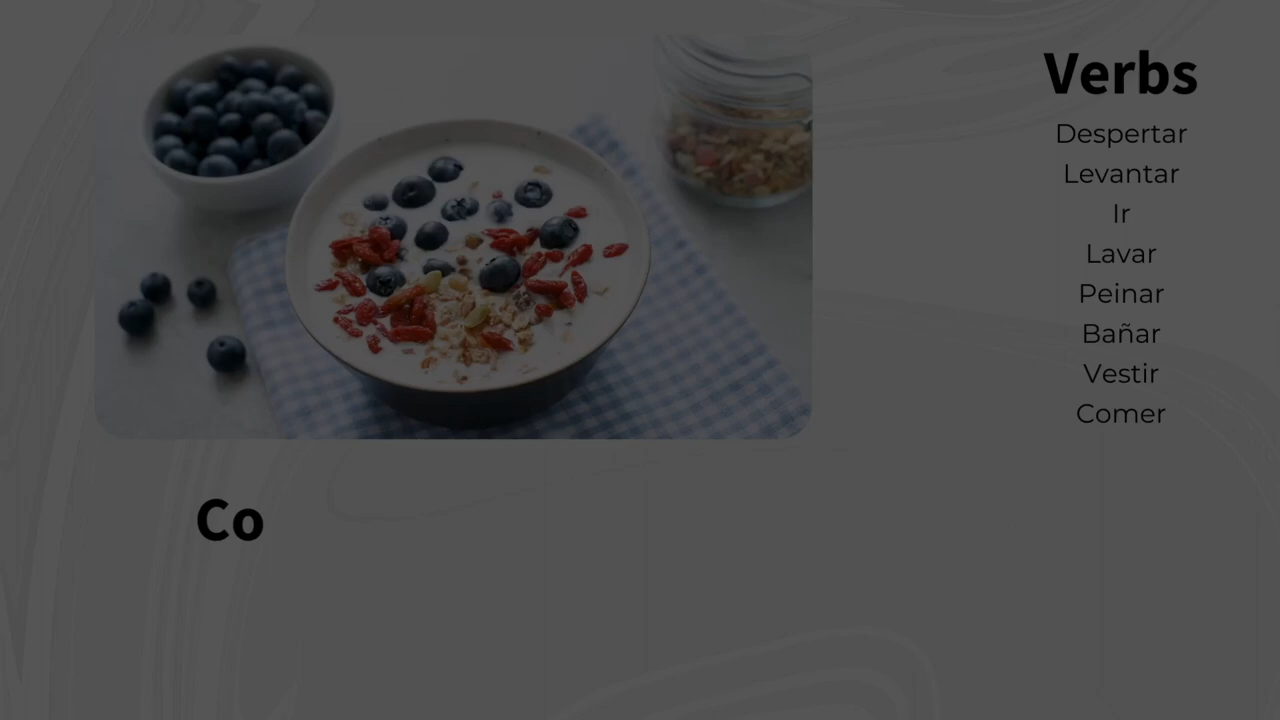 Verbs
Despertar
Levantar
Ir
Lavar
Peinar
Bañar
Vestir
Comer
Co